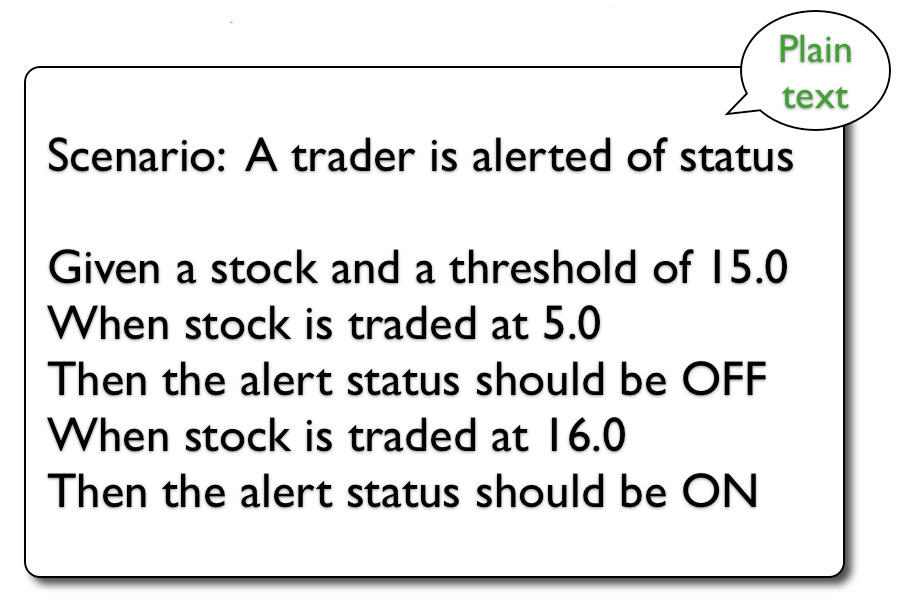 Plain
text
Scenario:  A trader is alerted of status
Given a stock and a threshold of 15.0
When stock is traded at 5.0
Then the alert status should be OFF
When stock is traded at 16.0
Then the alert status should be ON